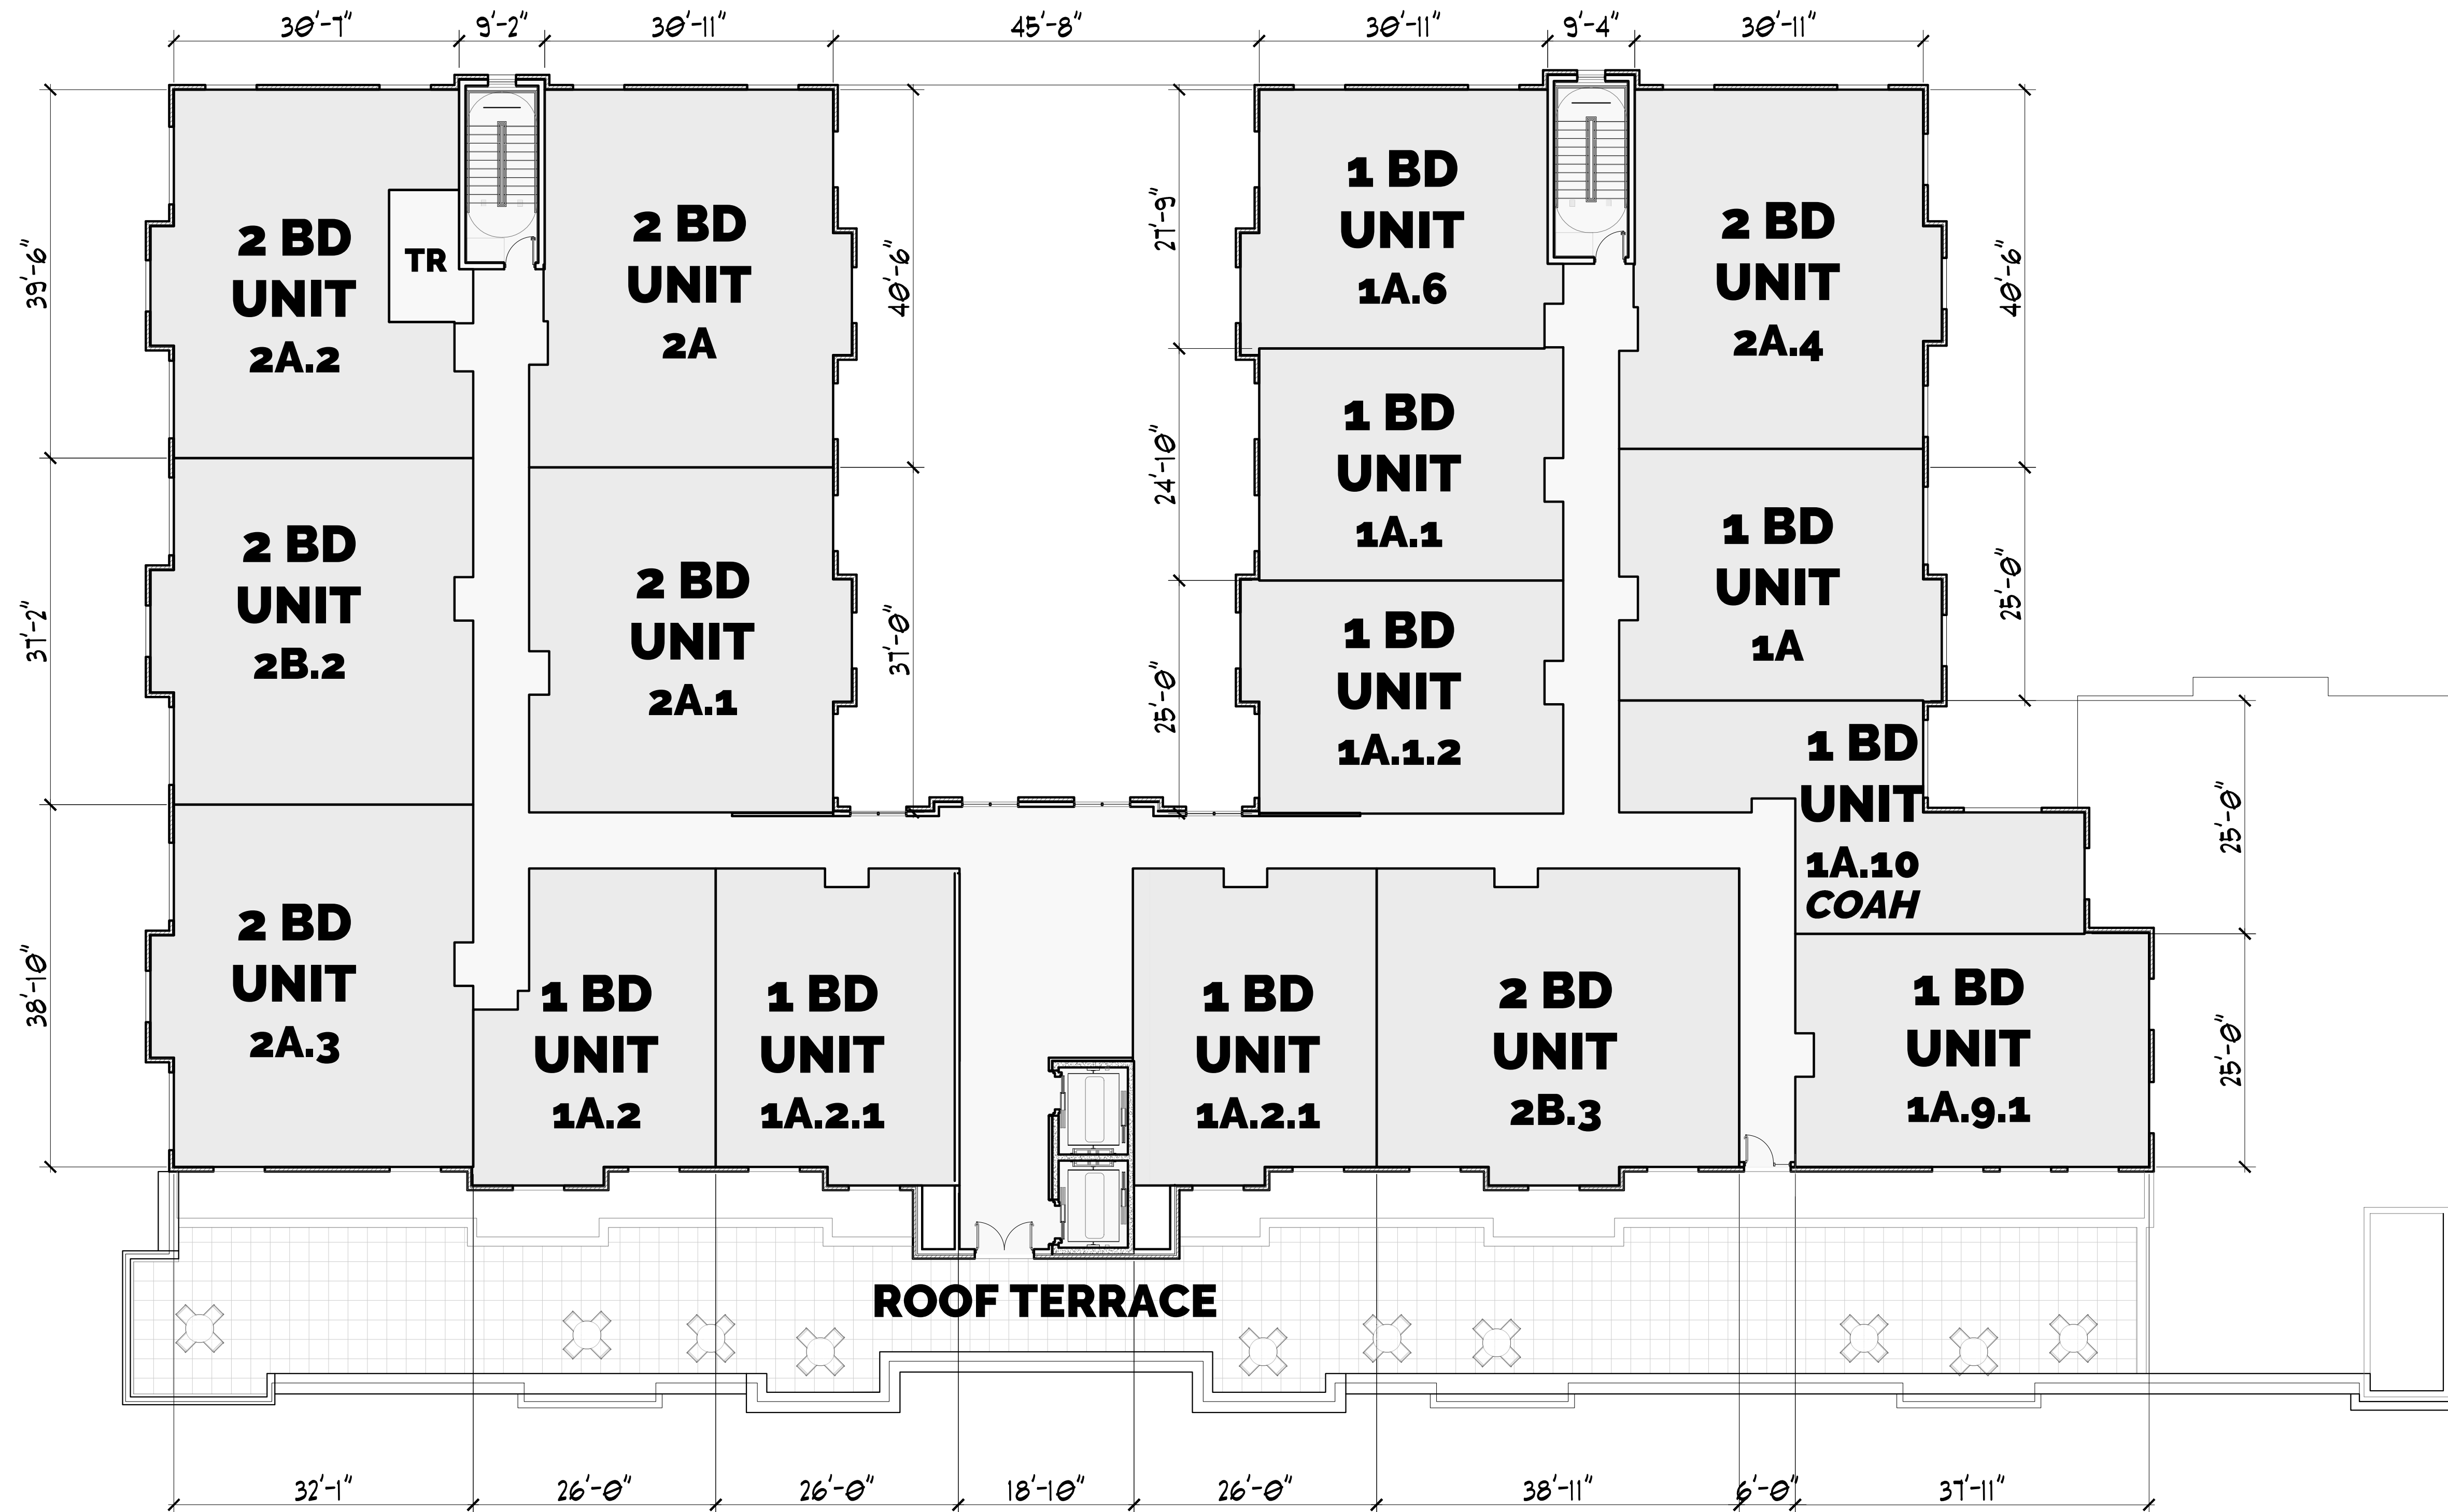 30'-7"
9'-2"
30'-11"
45'-8"
30'-11"
9'-4"
30'-11"
39'-6"
37'-2"
38'-10"
2 BD
UNIT
2A.2
TR
2 BD
UNIT
2A
40'-6"
37'-0"
2 BD
UNIT
2B.2
2 BD
UNIT
2A.1
2 BD
UNIT
2A.3
1 BD
UNIT
1A.2
1 BD
UNIT
1A.2.1
27'-9"
24'-10"
25'-0"
1 BD
UNIT
1A.6
1 BD
UNIT
1A.1
1 BD
UNIT
1A.1.2
2 BD
UNIT
2A.4
1 BD
UNIT
1A
40'-6"
25'-0"
1 BD
UNIT
1A.10
COAH
25'-0"
25'-0"
1 BD
UNIT
1A.2.1
2 BD
UNIT
2B.3
1 BD
UNIT
1A.9.1
ROOF TERRACE
32'-1"
26'-0"
26'-0"
18'-10"
26'-0"
38'-11"
6'-0"
37'-11"